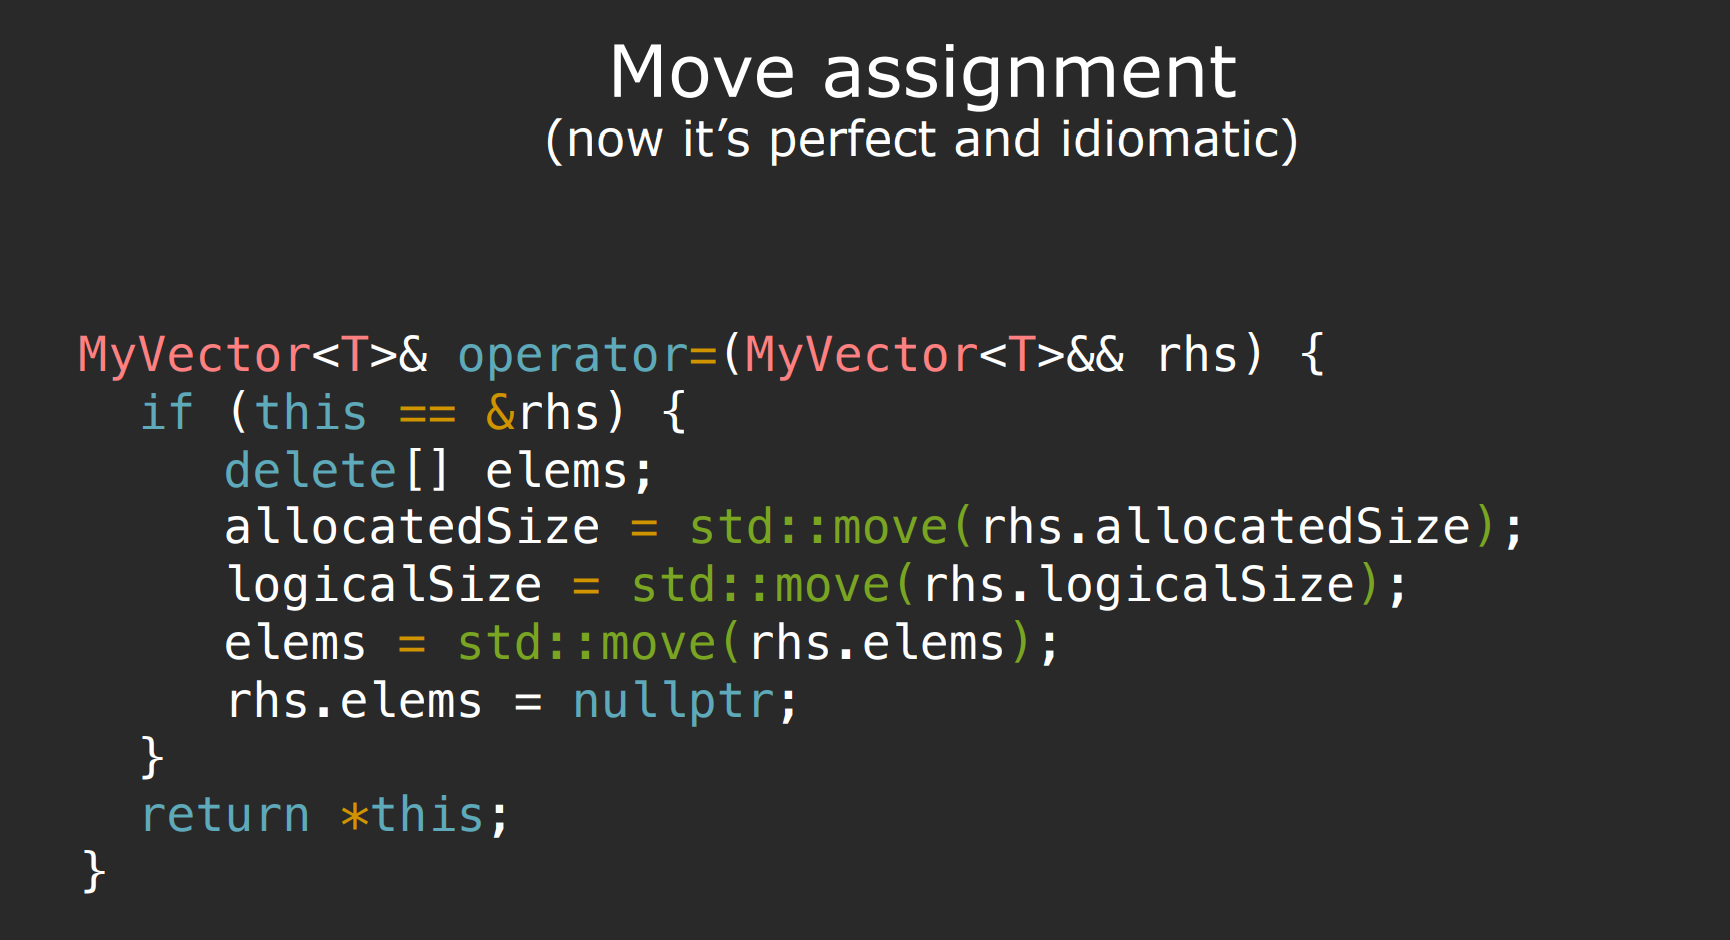 Move assignment
(now it’s perfect and idiomatic)
MyVector<T>& operator=(MyVector<T>&& rhs) {
if (this == &rhs) {
delete[] elems;
allocatedSize = std::move(rhs.allocatedSize);
logicalSize = std::move(rhs.logicalSize);
elems = std::move(rhs.elems);
rhs.elems = nullptr;
}
return *this;
}